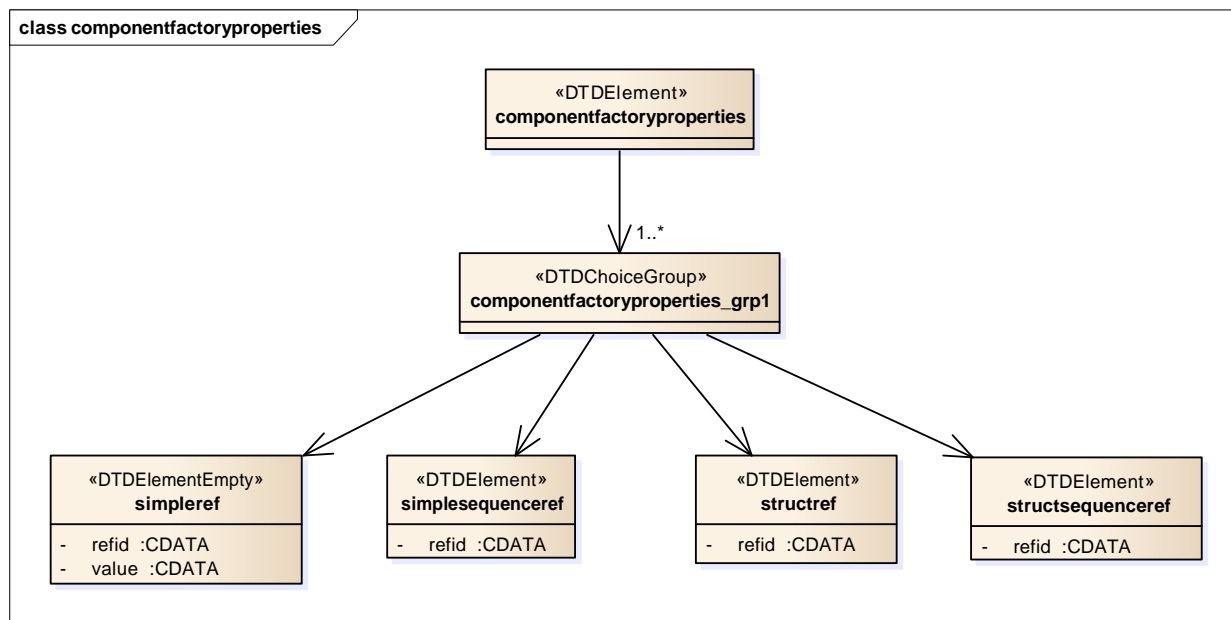 class componentfactoryproperties
«DTDElement»
componentfactoryproperties
1..*
«DTDChoiceGroup»
componentfactoryproperties_grp1
«DTDElementEmpty»
simpleref
- refid :CDATA
- value :CDATA
«DTDElement»
simplesequenceref
- refid :CDATA
«DTDElement»
structref
- refid :CDATA
«DTDElement»
structsequenceref
- refid :CDATA